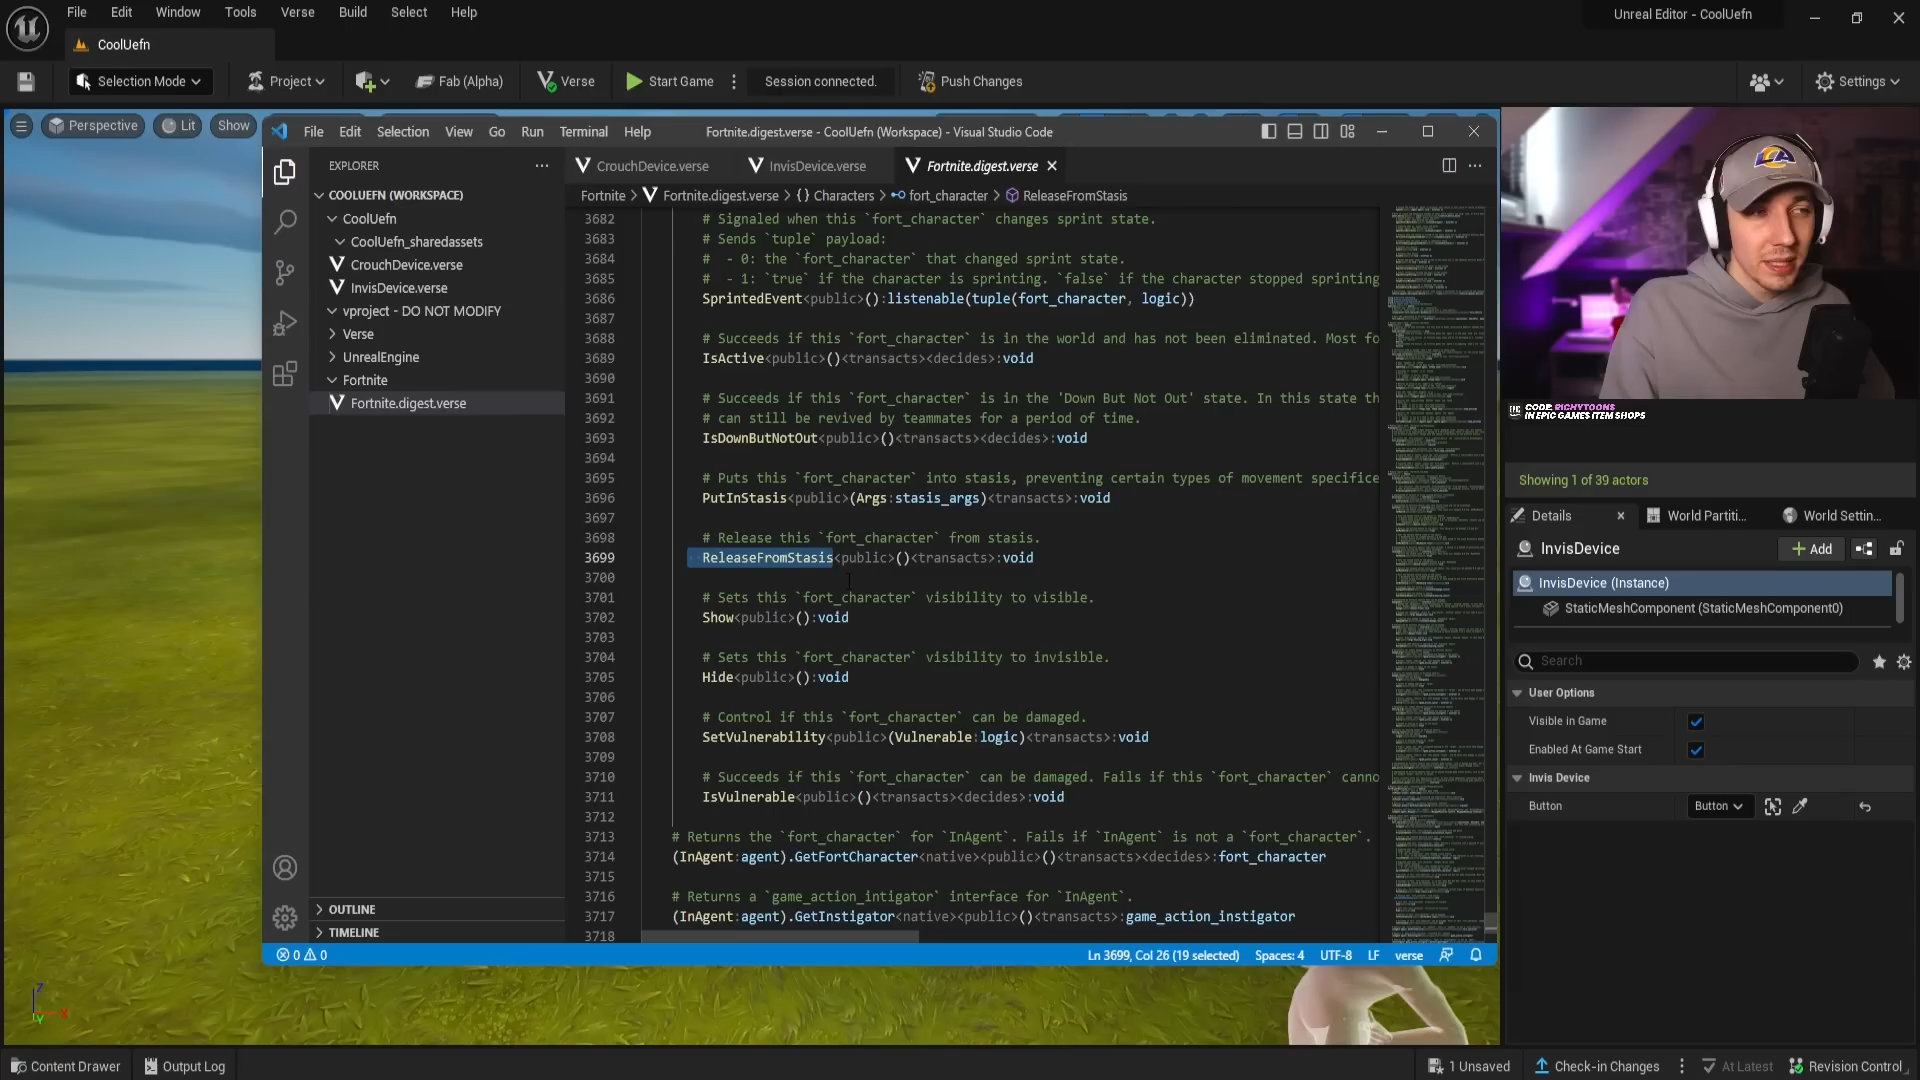 File Edit Window Tools Verse Build Select Help
Unreal Editor - CoolUefn
CoolUefn
Selection Mode
Project
Fab (Alpha)
Verse
Start Game
Session connected.
Push Changes
Settings
Perspective
Lit
Show
File Edit Selection View Go Run Terminal Help
Fortnite.digest.verse - CoolUefn (Workspace) - Visual Studio Code
EXPLORER
CrouchDevice.verse
InvisDevice.verse
Fortnite.digest.verse
COOLUEFN (WORKSPACE)
CoolUefn
CoolUefn_sharedassets
CrouchDevice.verse
InvisDevice.verse
vproject - DO NOT MODIFY
Verse
UnrealEngine
Fortnite
Fortnite.digest.verse
OUTLINE
TIMELINE
Fortnite > Fortnite.digest.verse > {} Characters > fort_character > ReleaseFromStasis
3682 # Signaled when this `fort_character` changes sprint state.
3683 # Sends `tuple` payload:
3684 #  - 0: the `fort_character` that changed sprint state.
3685 #  - 1: `true` if the character is sprinting. `false` if the character stopped sprinting
3686 SprintedEvent<public>():listenable(tuple(fort_character, logic))
3687
3688 # Succeeds if this `fort_character` is in the world and has not been eliminated. Most fo
3689 IsActive<public>()<transacts><decides>:void
3690
3691 # Succeeds if this `fort_character` is in the 'Down But Not Out' state. In this state th
3692 # can still be revived by teammates for a period of time.
3693 IsDownButNotOut<public>()<transacts><decides>:void
3694
3695 # Puts this `fort_character` into stasis, preventing certain types of movement specifice
3696 PutInStasis<public>(Args:stasis_args)<transacts>:void
3697
3698 # Release this `fort_character` from stasis.
3699 ReleaseFromStasis<public>()<transacts>:void
3700
3701 # Sets this `fort_character` visibility to visible.
3702 Show<public>():void
3703
3704 # Sets this `fort_character` visibility to invisible.
3705 Hide<public>():void
3706
3707 # Control if this `fort_character` can be damaged.
3708 SetVulnerability<public>(Vulnerable:logic)<transacts>:void
3709
3710 # Succeeds if this `fort_character` can be damaged. Fails if this `fort_character` canno
3711 IsVulnerable<public>()<transacts><decides>:void
3712
3713 # Returns the `fort_character` for `InAgent`. Fails if `InAgent` is not a `fort_character`.
3714 (InAgent:agent).GetFortCharacter<native><public>()<transacts><decides>:fort_character
3715
3716 # Returns a `game_action_intigator` interface for `InAgent`.
3717 (InAgent:agent).GetInstigator<native><public>()<transacts>:game_action_instigator
3718
0 0
Ln 3699, Col 26 (19 selected) Spaces: 4 UTF-8 LF verse
LA
CODE: RICHYTOONS
IN EPIC GAMES ITEM SHOPS
Showing 1 of 39 actors
Details
World Partiti...
World Settin...
InvisDevice
Add
InvisDevice (Instance)
StaticMeshComponent (StaticMeshComponent0)
Search
User Options
Visible in Game
Enabled At Game Start
Invis Device
Button
Button
Z
X
Y
Content Drawer
Output Log
1 Unsaved
Check-in Changes
At Latest
Revision Control